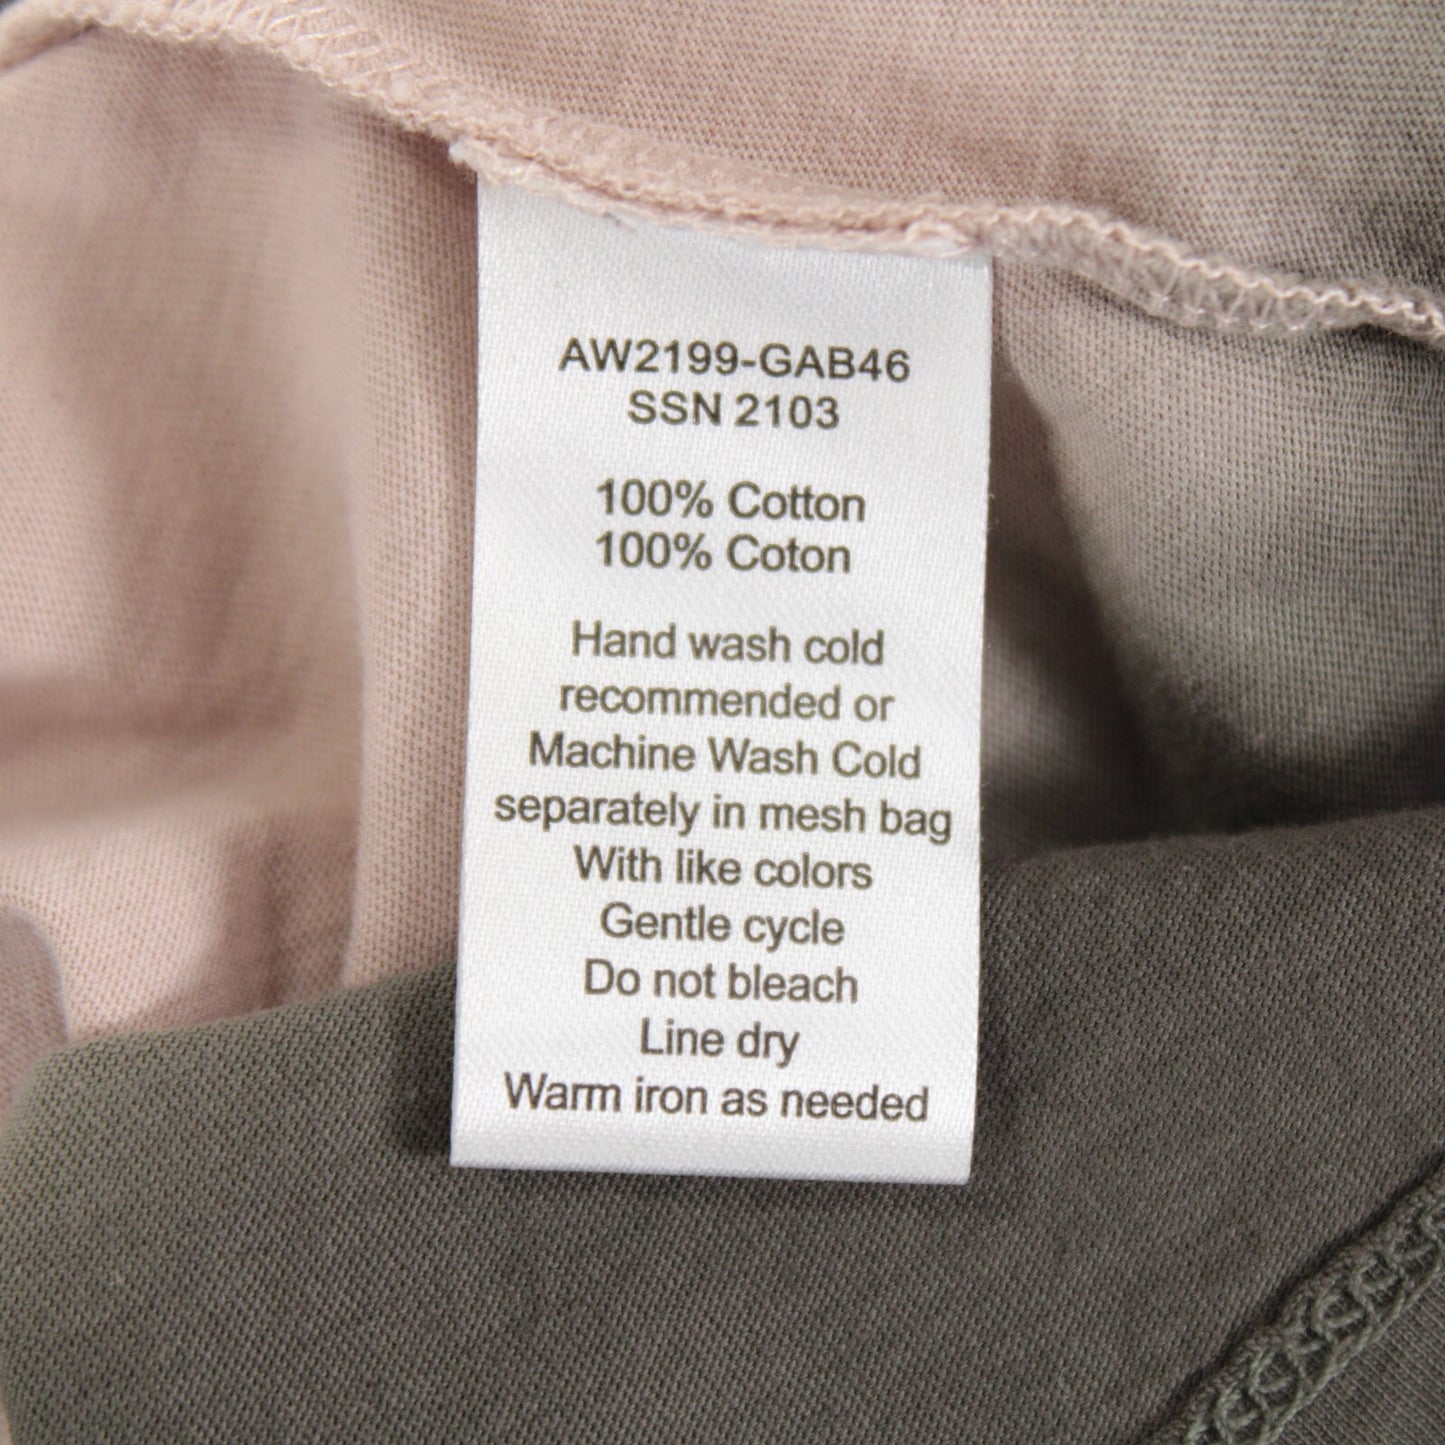 AW2199-GAB46
SSN 2103
100% Cotton
100% Coton
Hand wash cold
recommended or
Machine Wash Cold
separately in mesh bag
With like colors
Gentle cycle
Do not bleach
Line dry
Warm iron as needed